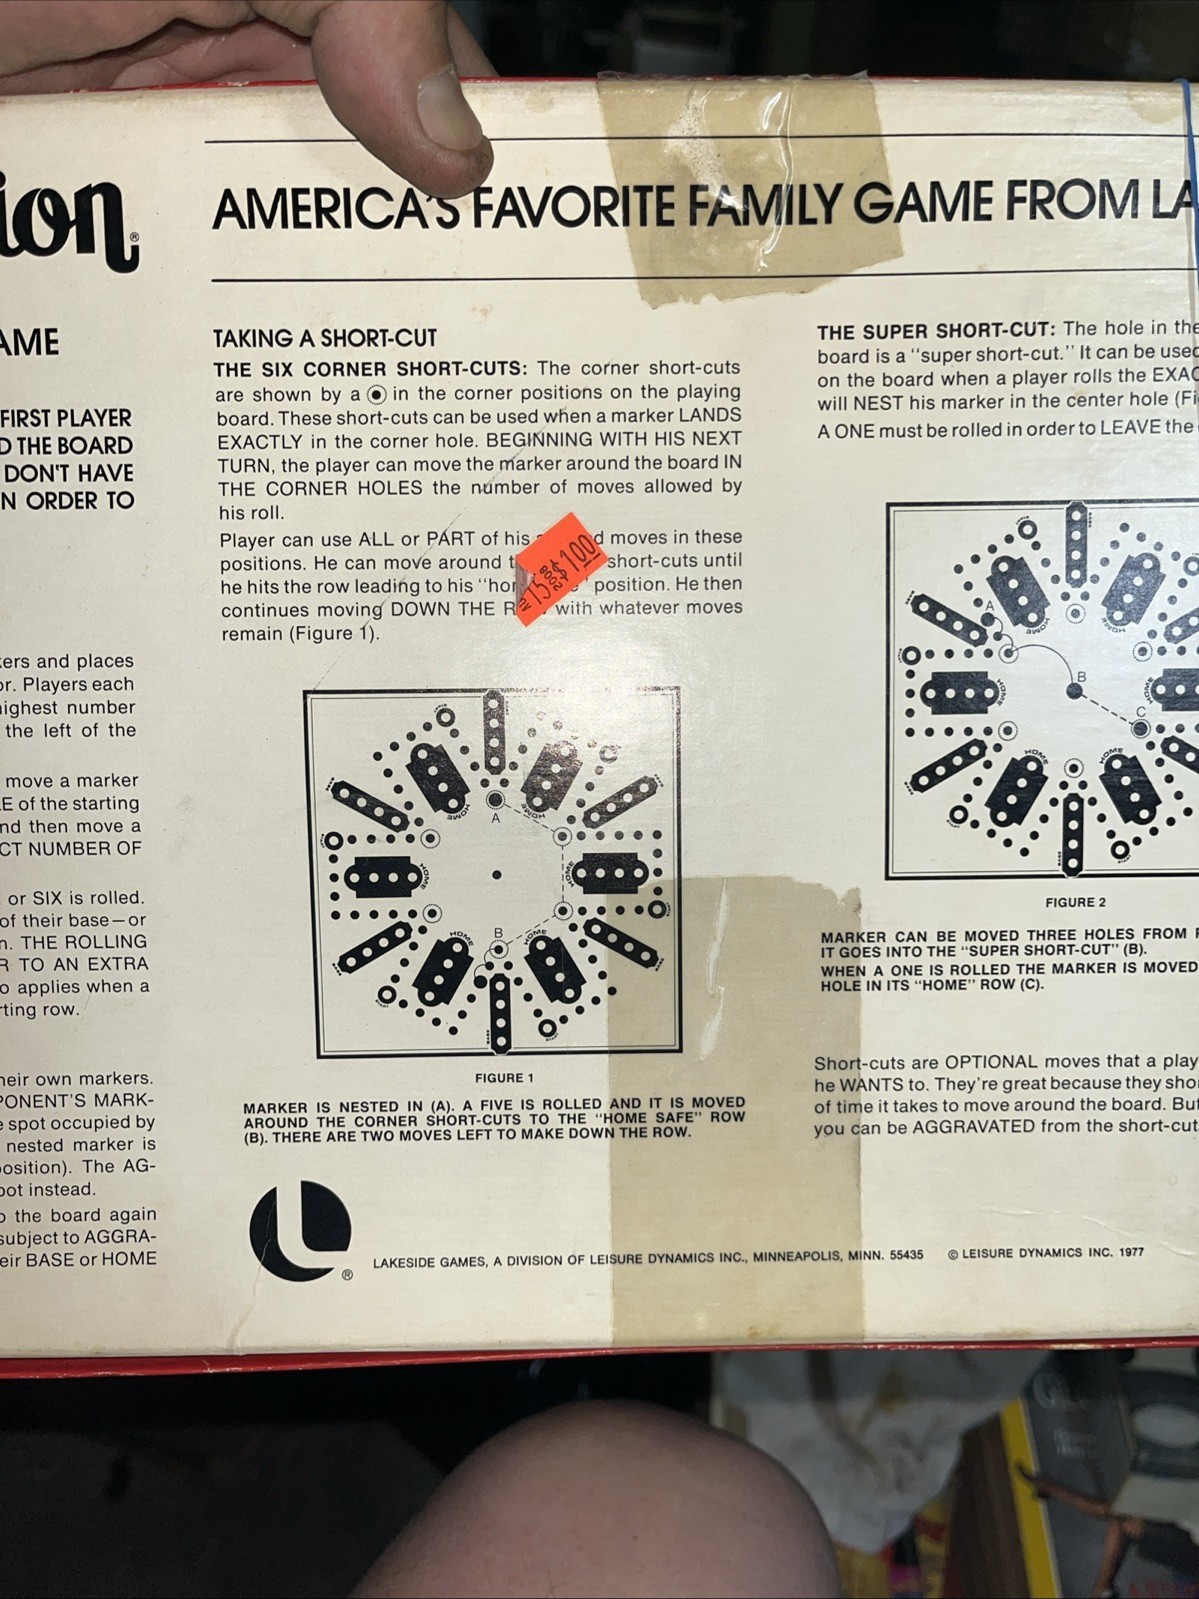 ion®
AMERICA'S FAVORITE FAMILY GAME FROM LA
AME
FIRST PLAYER
D THE BOARD
DON'T HAVE
N ORDER TO
kers and places
or. Players each
highest number
the left of the
move a marker
E of the starting
nd then move a
CT NUMBER OF
or SIX is rolled.
of their base—or
n. THE ROLLING
R TO AN EXTRA
o applies when a
rting row.
heir own markers.
PONENT'S MARK-
e spot occupied by
nested marker is
position). The AG-
pot instead.
o the board again
subject to AGGRA-
eir BASE or HOME
TAKING A SHORT-CUT
THE SIX CORNER SHORT-CUTS: The corner short-cuts
are shown by a in the corner positions on the playing
board. These short-cuts can be used when a marker LANDS
EXACTLY in the corner hole. BEGINNING WITH HIS NEXT
TURN, the player can move the marker around the board IN
THE CORNER HOLES the number of moves allowed by
his roll.
Player can use ALL or PART of his d moves in these
positions. He can move around t short-cuts until
he hits the row leading to his "hom position. He then
continues moving DOWN THE R with whatever moves
remain (Figure 1).
$1.00
15
2008
A
B
HOME
HOME
HOME
HOME
HOME
HOME
FIGURE 1
MARKER IS NESTED IN (A). A FIVE IS ROLLED AND IT IS MOVED
AROUND THE CORNER SHORT-CUTS TO THE "HOME SAFE" ROW
(B). THERE ARE TWO MOVES LEFT TO MAKE DOWN THE ROW.
THE SUPER SHORT-CUT: The hole in the
board is a "super short-cut." It can be used
on the board when a player rolls the EXAC
will NEST his marker in the center hole (Fi
A ONE must be rolled in order to LEAVE the
A
B
C
HOME
HOME
HOME
HOME
HOME
HOME
FIGURE 2
MARKER CAN BE MOVED THREE HOLES FROM
IT GOES INTO THE "SUPER SHORT-CUT" (B).
WHEN A ONE IS ROLLED THE MARKER IS MOVED
HOLE IN ITS "HOME" ROW (C).
Short-cuts are OPTIONAL moves that a play
he WANTS to. They're great because they sho
of time it takes to move around the board. But
you can be AGGRAVATED from the short-cut
® LAKESIDE GAMES, A DIVISION OF LEISURE DYNAMICS INC., MINNEAPOLIS, MINN. 55435 © LEISURE DYNAMICS INC. 1977